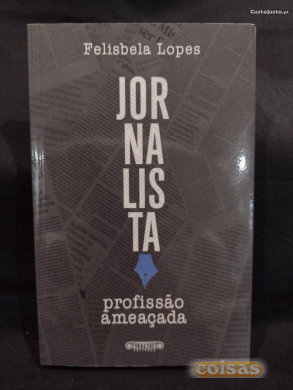 CustoJusto.pt
Felisbela Lopes
JOR
NA
LIS
TA
profissão
ameaçada
coisas